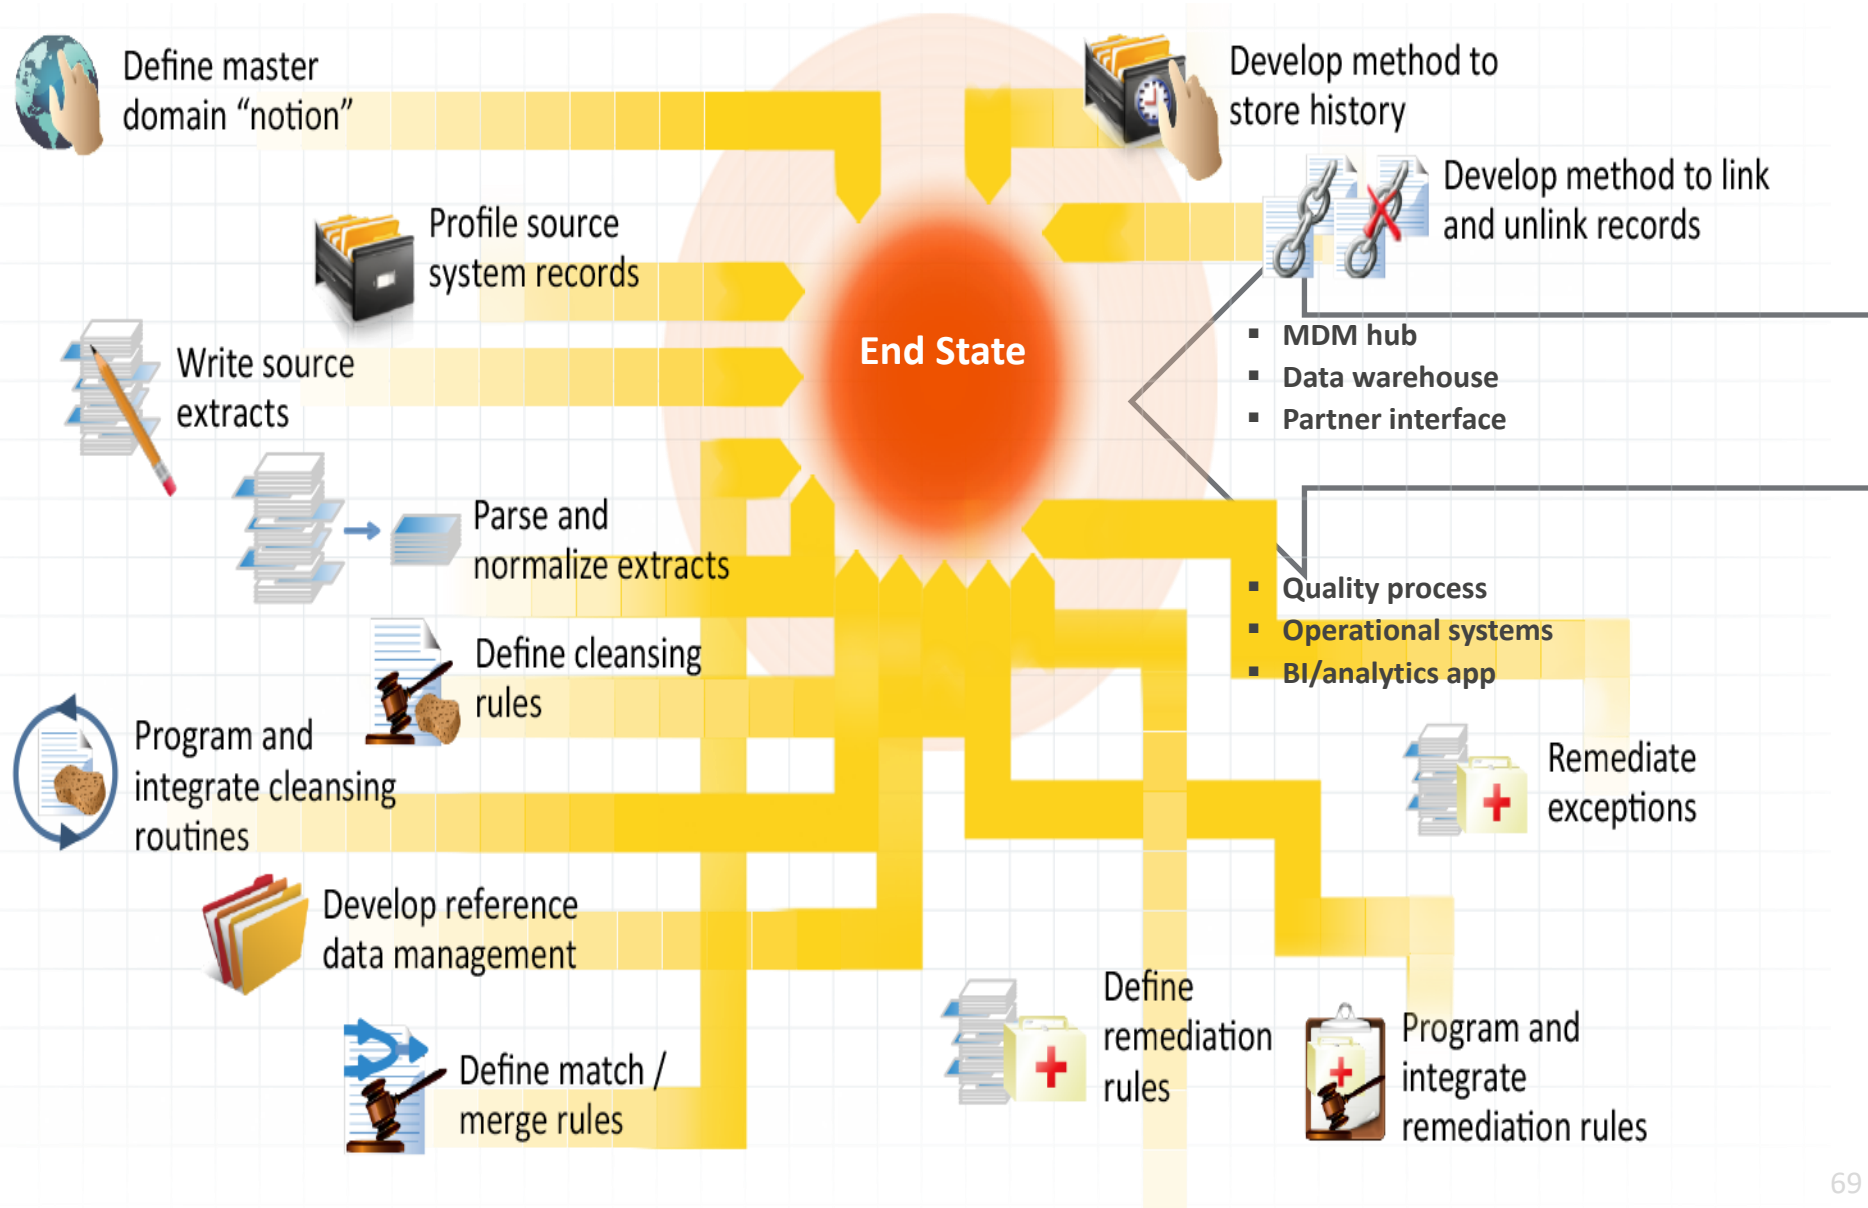 Define master
domain “notion”
Develop method to
store history
Develop method to link
and unlink records
Profile source
system records
End State
Write source
extracts
▪ MDM hub
▪ Data warehouse
▪ Partner interface
Parse and
normalize extracts
▪ Quality process
▪ Operational systems
▪ BI/analytics app
Define cleansing
rules
Program and
integrate cleansing
routines
Remediate
exceptions
Develop reference
data management
Define
remediation
rules
Program and
integrate
remediation rules
Define match /
merge rules
69